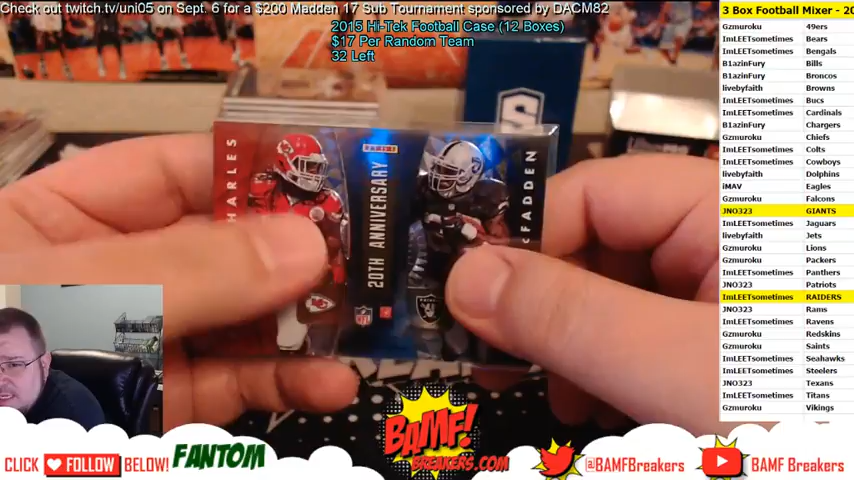 Check out twitch.tv/uni05 on Sept. 6 for a $200 Madden 17 Sub Tournament sponsored by DACM82
2015 Hi-Tek Football Case (12 Boxes)
$17 Per Random Team
32 Left
3 Box Football Mixer - 20
Gzmuroku 49ers
ImLEETsometimes Bears
ImLEETsometimes Bengals
B1azinFury Bills
B1azinFury Broncos
livebyfaith Browns
ImLEETsometimes Bucs
ImLEETsometimes Cardinals
B1azinFury Chargers
Gzmuroku Chiefs
ImLEETsometimes Colts
ImLEETsometimes Cowboys
livebyfaith Dolphins
iMAV Eagles
Gzmuroku Falcons
JNO323 GIANTS
ImLEETsometimes Jaguars
livebyfaith Jets
Gzmuroku Lions
Gzmuroku Packers
ImLEETsometimes Panthers
JNO323 Patriots
ImLEETsometimes RAIDERS
JNO323 Rams
ImLEETsometimes Ravens
Gzmuroku Redskins
Gzmuroku Saints
ImLEETsometimes Seahawks
ImLEETsometimes Steelers
JNO323 Texans
ImLEETsometimes Titans
Gzmuroku Vikings
HARLES
PANINI
20TH ANNIVERSARY
NFL
cFADDEN
CLICK FOLLOW BELOW!
FANTOM
BAMF!
BREAKERS.COM
@BAMFBreakers
BAMF Breakers